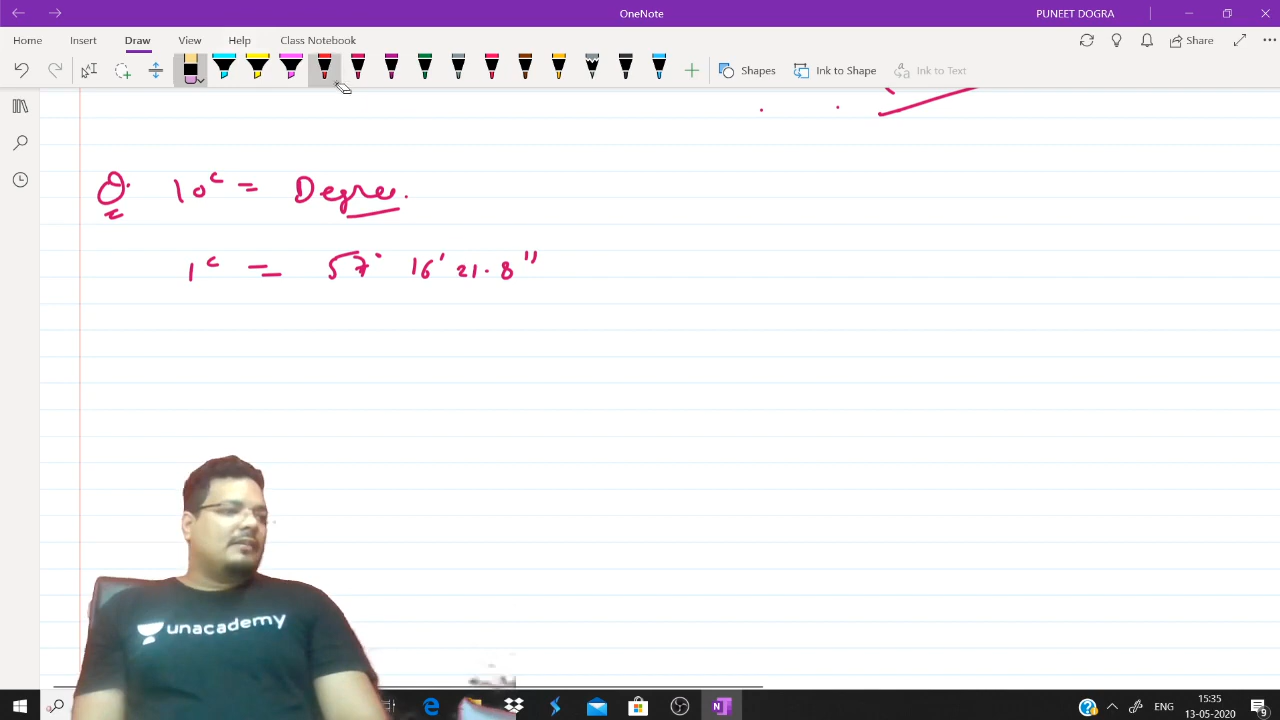 OneNote
PUNEET DOGRA
Home Insert Draw View Help Class Notebook
Share
Shapes Ink to Shape Ink to Text
Q. 10ᶜ = Degree.
1ᶜ = 57° 16' 21.8"
unacademy
ENG
15:35
13-05-2020
9